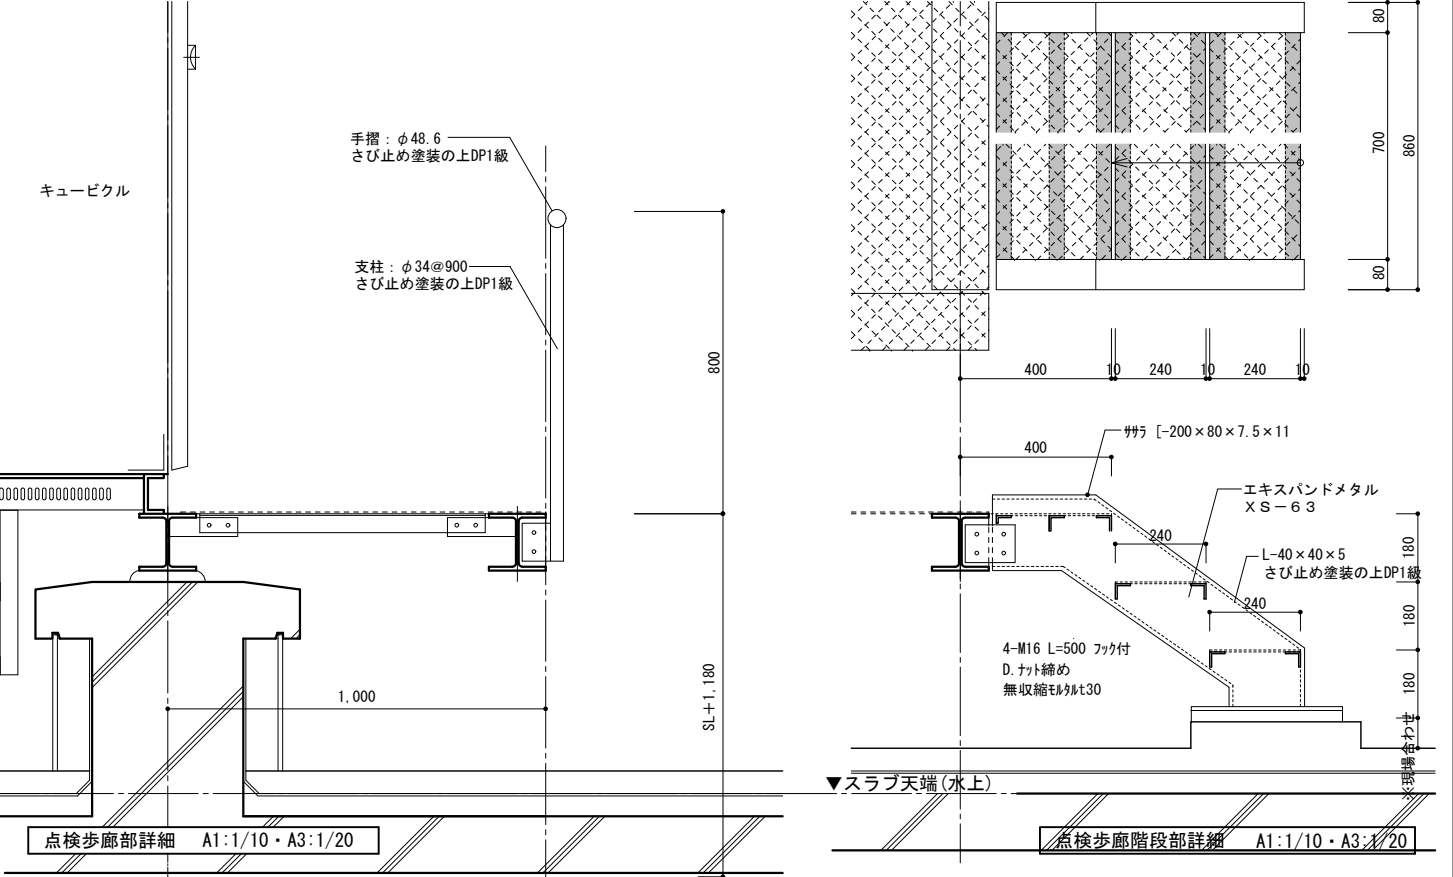 キュービクル
手摺：φ48.6
さび止め塗装の上DP1級
支柱：φ34@900
さび止め塗装の上DP1級
800
1,000
SL＋1,180
点検歩廊部詳細 A1:1/10・A3:1/20
80
700
860
80
400
10
240
10
240
10
400
ササラ [-200×80×7.5×11
エキスパンドメタル
ＸＳ－６３
240
L-40×40×5
さび止め塗装の上DP1級
240
180
180
180
※現場合わせ
4-M16 L=500 フック付
D.ナット締め
無収縮モルタルt30
▼スラブ天端(水上)
点検歩廊階段部詳細 A1:1/10・A3:1/20